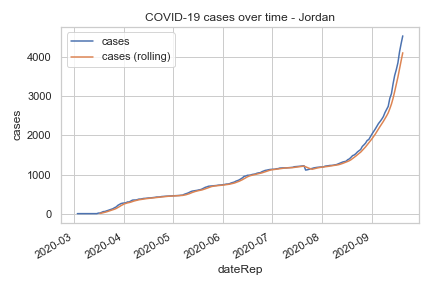 COVID-19 cases over time - Jordan
cases
cases (rolling)
cases
4000
3000
2000
1000
0
2020-03
2020-04
2020-05
2020-06
2020-07
2020-08
2020-09
dateRep